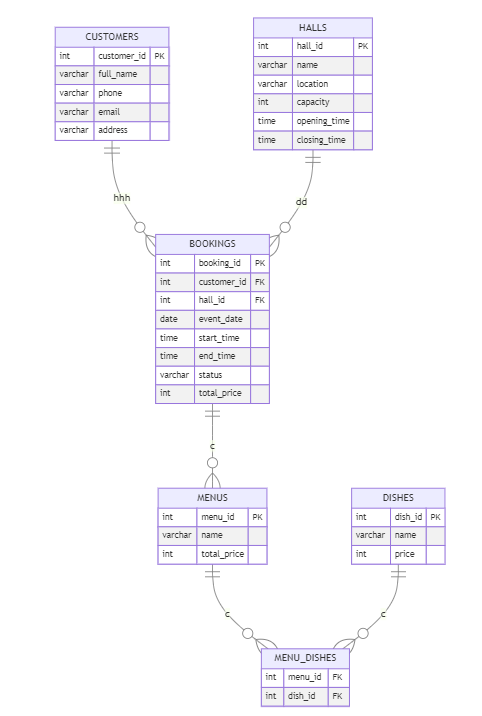 CUSTOMERS
int customer_id PK
varchar full_name
varchar phone
varchar email
varchar address
HALLS
int hall_id PK
varchar name
varchar location
int capacity
time opening_time
time closing_time
hhh
dd
BOOKINGS
int booking_id PK
int customer_id FK
int hall_id FK
date event_date
time start_time
time end_time
varchar status
int total_price
c
MENUS
int menu_id PK
varchar name
int total_price
DISHES
int dish_id PK
varchar name
int price
c
c
MENU_DISHES
int menu_id FK
int dish_id FK